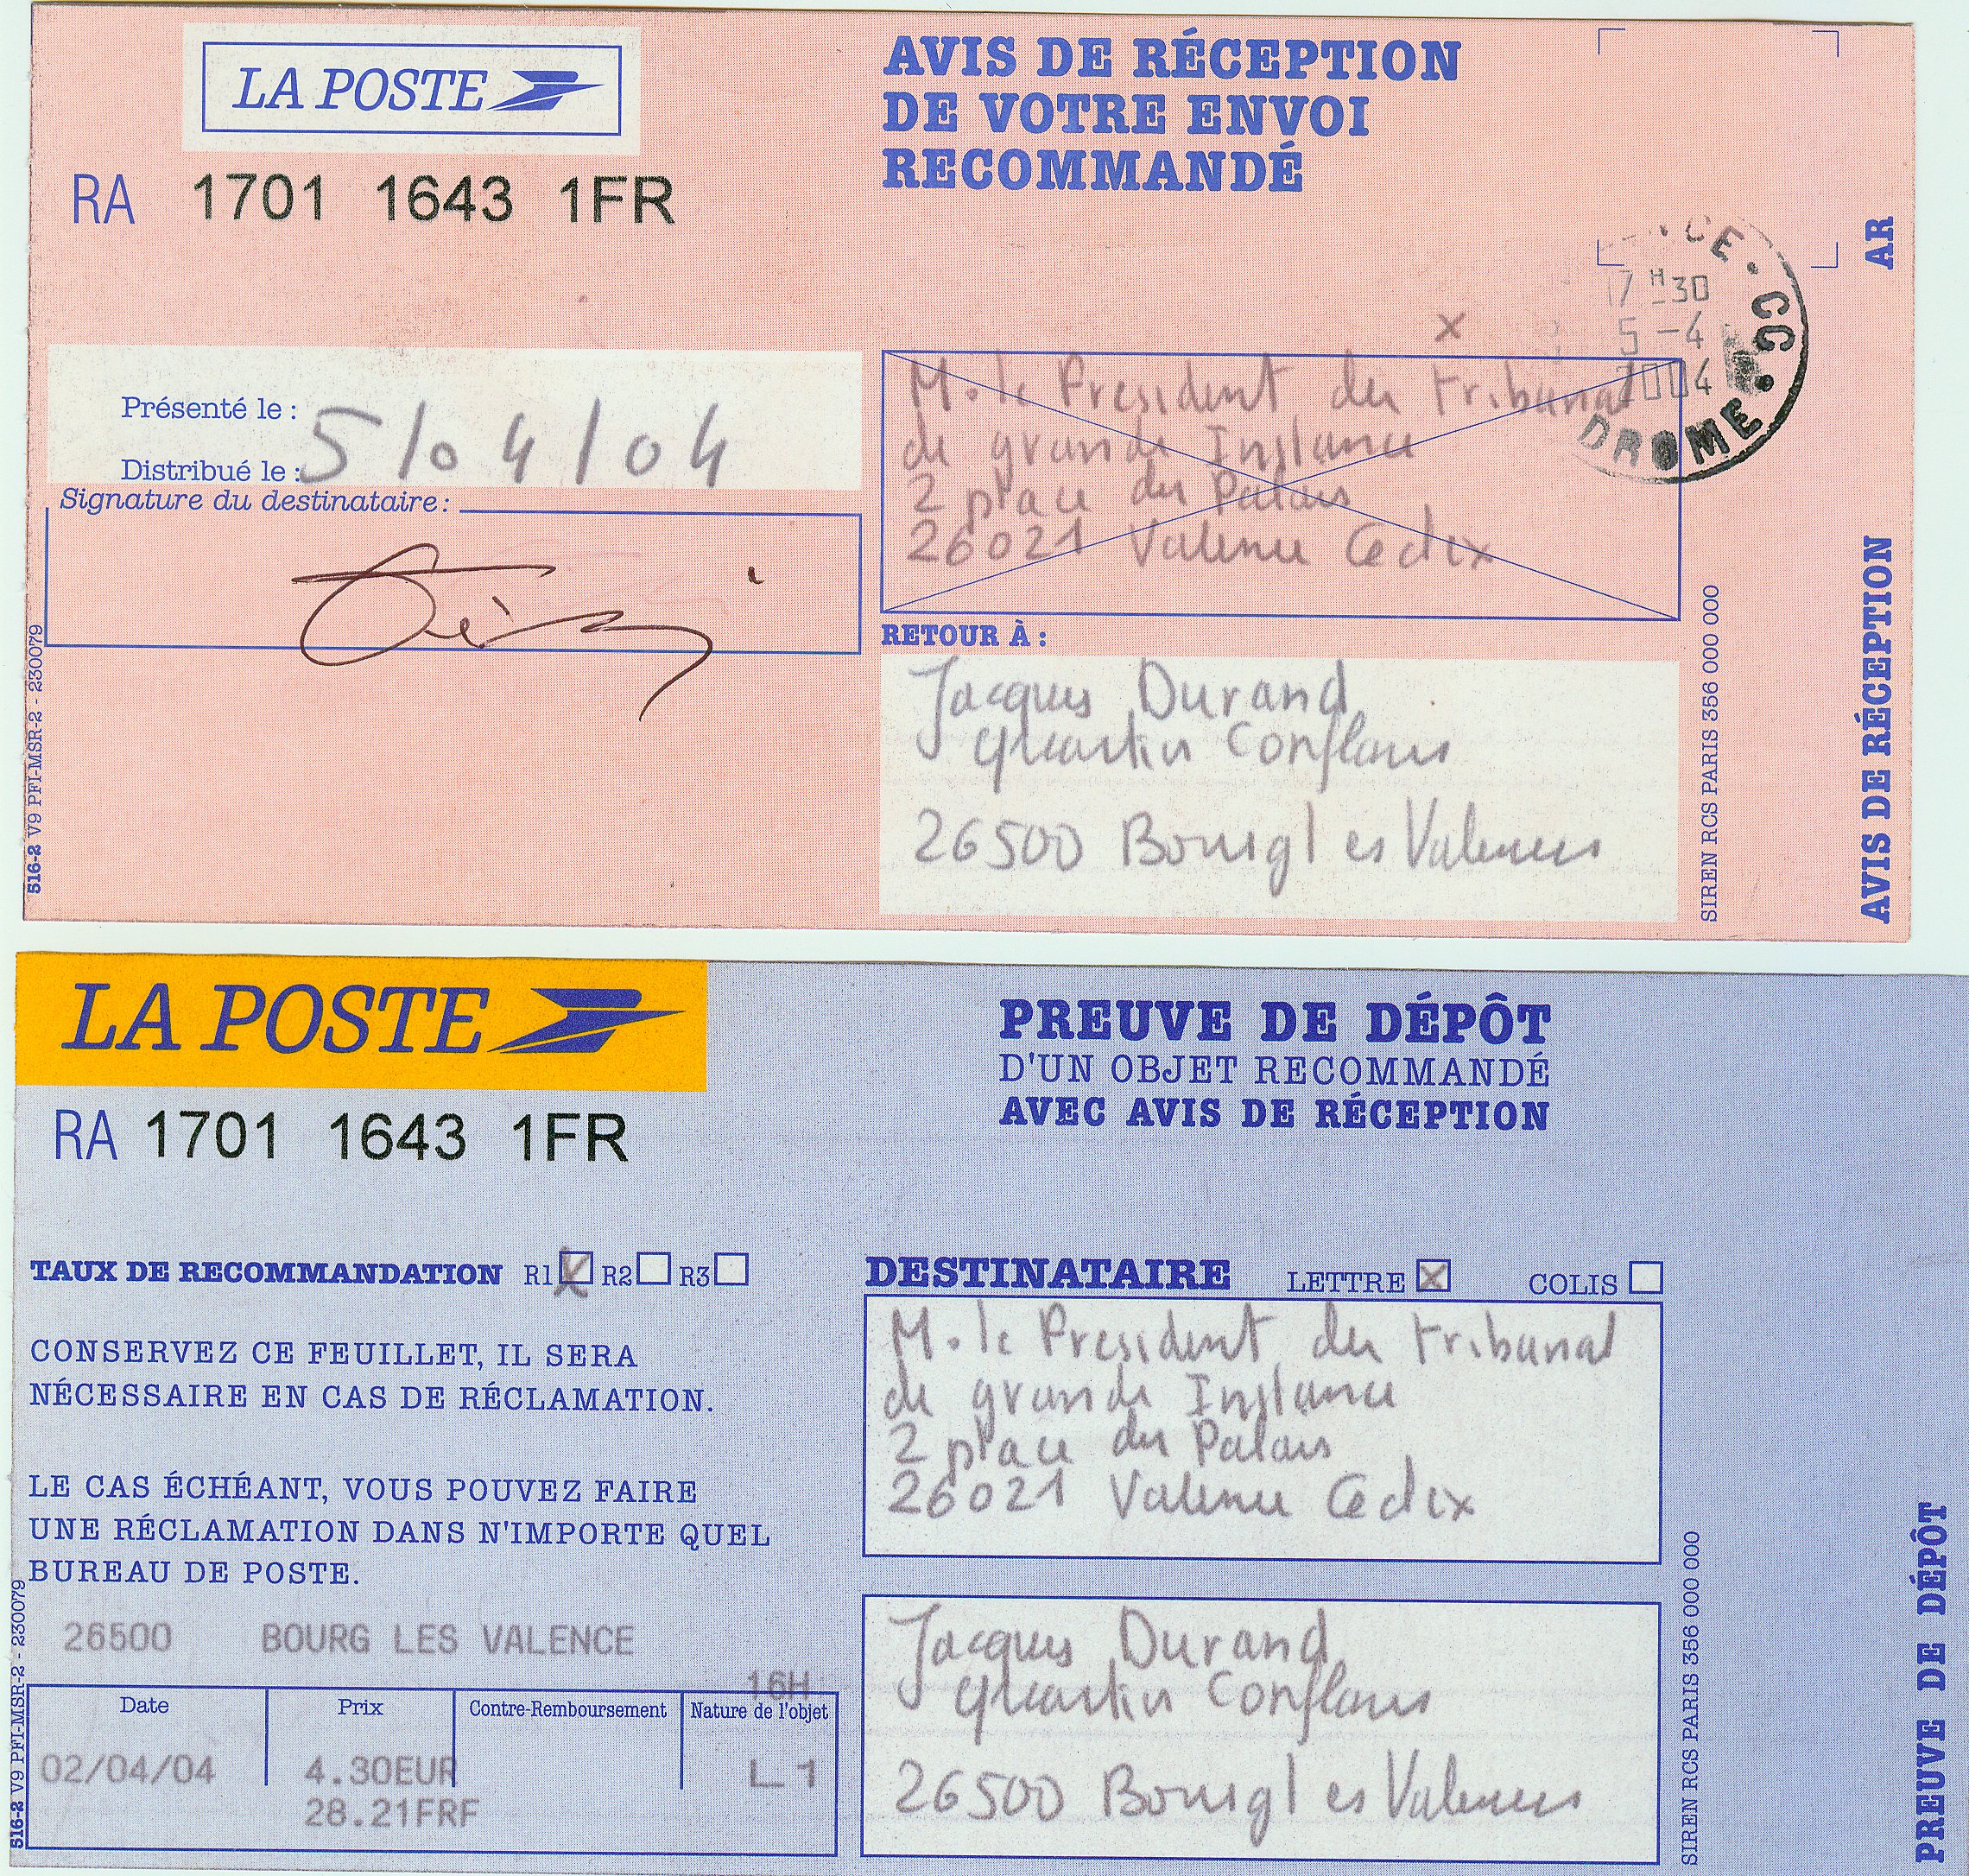 LA POSTE
AVIS DE RÉCEPTION
DE VOTRE ENVOI
RECOMMANDÉ
RA 1701 1643 1FR
AR
17H30
5-4
2004
DROME
CC
Présenté le :
Distribué le :
5/04/04
Signature du destinataire :
M. le President du tribunal
de grande Instance
2 place du Palais
26021 Valence Cedex
RETOUR À :
Jacques Durand
Quartier Conflans
26500 Bourg les Valence
516-2 V9 PFI-MSR-2 - 230079
SIREN RCS PARIS 356 000 000
AVIS DE RÉCEPTION
LA POSTE
PREUVE DE DÉPÔT
D'UN OBJET RECOMMANDÉ
AVEC AVIS DE RÉCEPTION
RA 1701 1643 1FR
TAUX DE RECOMMANDATION R1 R2 R3
DESTINATAIRE LETTRE COLIS
CONSERVEZ CE FEUILLET, IL SERA
NÉCESSAIRE EN CAS DE RÉCLAMATION.
LE CAS ÉCHÉANT, VOUS POUVEZ FAIRE
UNE RÉCLAMATION DANS N'IMPORTE QUEL
BUREAU DE POSTE.
M. le President du tribunal
de grande Instance
2 place du Palais
26021 Valence Cedex
26500 BOURG LES VALENCE
16H
Date Prix Contre-Remboursement Nature de l'objet
02/04/04 4.30EUR L 1
28.21FRF
Jacques Durand
Quartier Conflans
26500 Bourg les Valence
516-2 V9 PFI-MSR-2 - 230079
SIREN RCS PARIS 356 000 000
PREUVE DE DÉPÔT